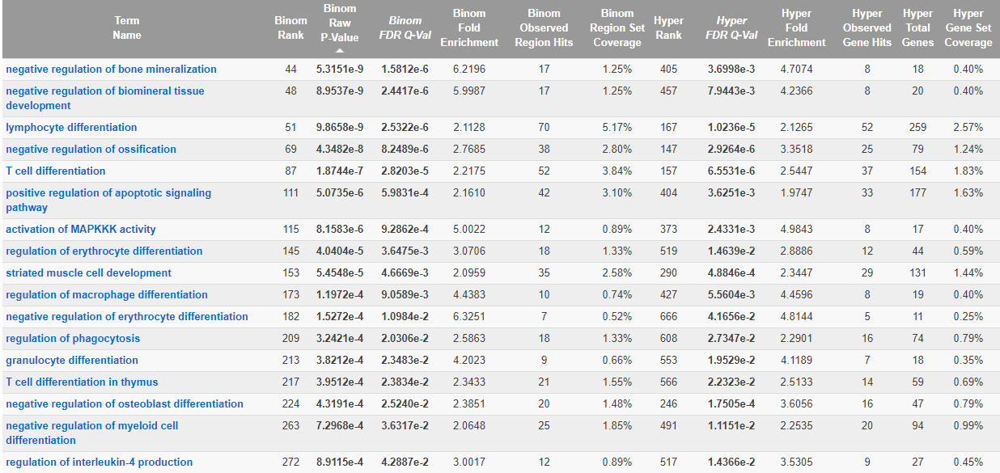 Term Name Binom Rank Binom Raw P-Value Binom FDR Q-Val Binom Fold Enrichment Binom Observed Region Hits Binom Region Set Coverage Hyper Rank Hyper FDR Q-Val Hyper Fold Enrichment Hyper Observed Gene Hits Hyper Total Genes Hyper Gene Set Coverage
negative regulation of bone mineralization 44 5.3151e-9 1.5812e-6 6.2196 17 1.25% 405 3.6998e-3 4.7074 8 18 0.40%
negative regulation of biomineral tissue development 48 8.9537e-9 2.4417e-6 5.9987 17 1.25% 457 7.9443e-3 4.2366 8 20 0.40%
lymphocyte differentiation 51 9.8658e-9 2.5322e-6 2.1128 70 5.17% 167 1.0236e-5 2.1265 52 259 2.57%
negative regulation of ossification 69 4.3482e-8 8.2489e-6 2.7685 38 2.80% 147 2.9264e-6 3.3518 25 79 1.24%
T cell differentiation 87 1.8744e-7 2.8203e-5 2.2175 52 3.84% 157 6.5531e-6 2.5447 37 154 1.83%
positive regulation of apoptotic signaling pathway 111 5.0735e-6 5.9831e-4 2.1610 42 3.10% 404 3.6251e-3 1.9747 33 177 1.63%
activation of MAPKKK activity 115 8.1583e-6 9.2862e-4 5.0022 12 0.89% 373 2.4331e-3 4.9843 8 17 0.40%
regulation of erythrocyte differentiation 145 4.0404e-5 3.6475e-3 3.0706 18 1.33% 519 1.4639e-2 2.8886 12 44 0.59%
striated muscle cell development 153 5.4548e-5 4.6669e-3 2.0959 35 2.58% 290 4.8846e-4 2.3447 29 131 1.44%
regulation of macrophage differentiation 173 1.1972e-4 9.0589e-3 4.4383 10 0.74% 427 5.5604e-3 4.4596 8 19 0.40%
negative regulation of erythrocyte differentiation 182 1.5272e-4 1.0984e-2 6.3251 7 0.52% 666 4.1656e-2 4.8144 5 11 0.25%
regulation of phagocytosis 209 3.2421e-4 2.0306e-2 2.5863 18 1.33% 608 2.7347e-2 2.2901 16 74 0.79%
granulocyte differentiation 213 3.8212e-4 2.3483e-2 4.2023 9 0.66% 553 1.9529e-2 4.1189 7 18 0.35%
T cell differentiation in thymus 217 3.9512e-4 2.3834e-2 2.3433 21 1.55% 566 2.2323e-2 2.5133 14 59 0.69%
negative regulation of osteoblast differentiation 224 4.3191e-4 2.5240e-2 2.3851 20 1.48% 246 1.7505e-4 3.6056 16 47 0.79%
negative regulation of myeloid cell differentiation 263 7.2968e-4 3.6317e-2 2.0648 25 1.85% 491 1.1151e-2 2.2535 20 94 0.99%
regulation of interleukin-4 production 272 8.9115e-4 4.2887e-2 3.0017 12 0.89% 517 1.4366e-2 3.5305 9 27 0.45%